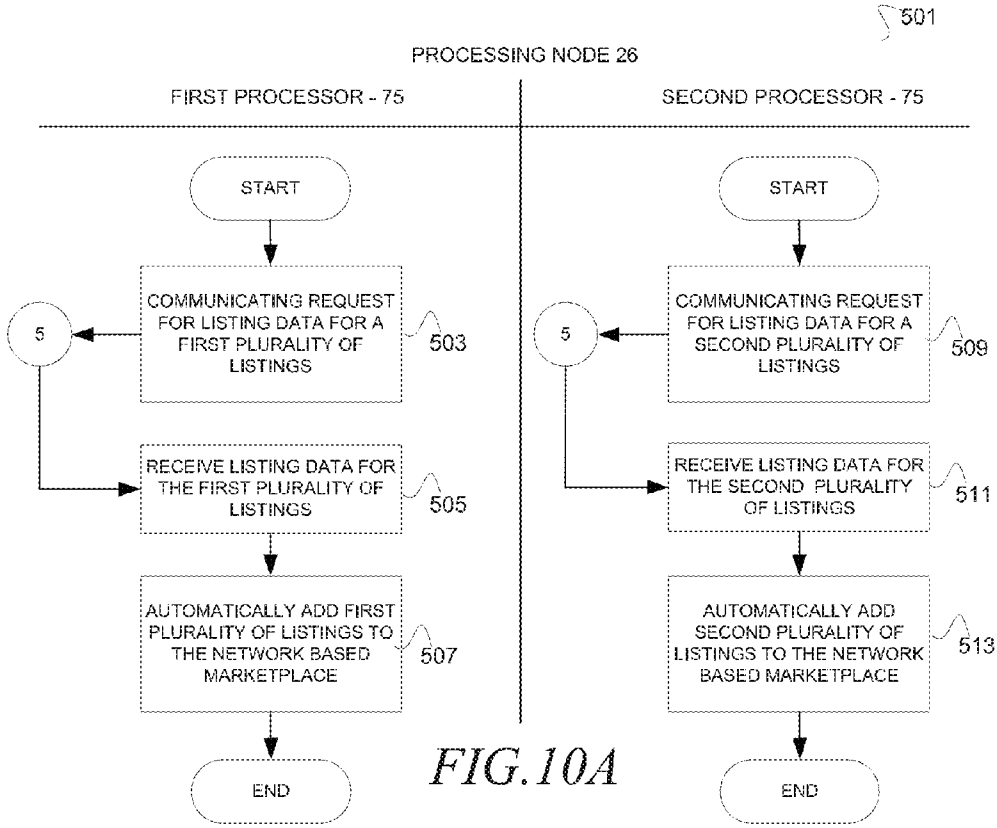 501
PROCESSING NODE 26
FIRST PROCESSOR - 75
SECOND PROCESSOR - 75
START
COMMUNICATING REQUEST
FOR LISTING DATA FOR A
FIRST PLURALITY OF
LISTINGS
503
5
RECEIVE LISTING DATA FOR
THE FIRST PLURALITY OF
LISTINGS
505
AUTOMATICALLY ADD FIRST
PLURALITY OF LISTINGS TO
THE NETWORK BASED
MARKETPLACE
507
END
START
COMMUNICATING REQUEST
FOR LISTING DATA FOR A
SECOND PLURALITY OF
LISTINGS
509
5
RECEIVE LISTING DATA FOR
THE SECOND PLURALITY
OF LISTINGS
511
AUTOMATICALLY ADD
SECOND PLURALITY OF
LISTINGS TO THE NETWORK
BASED MARKETPLACE
513
END
FIG.10A